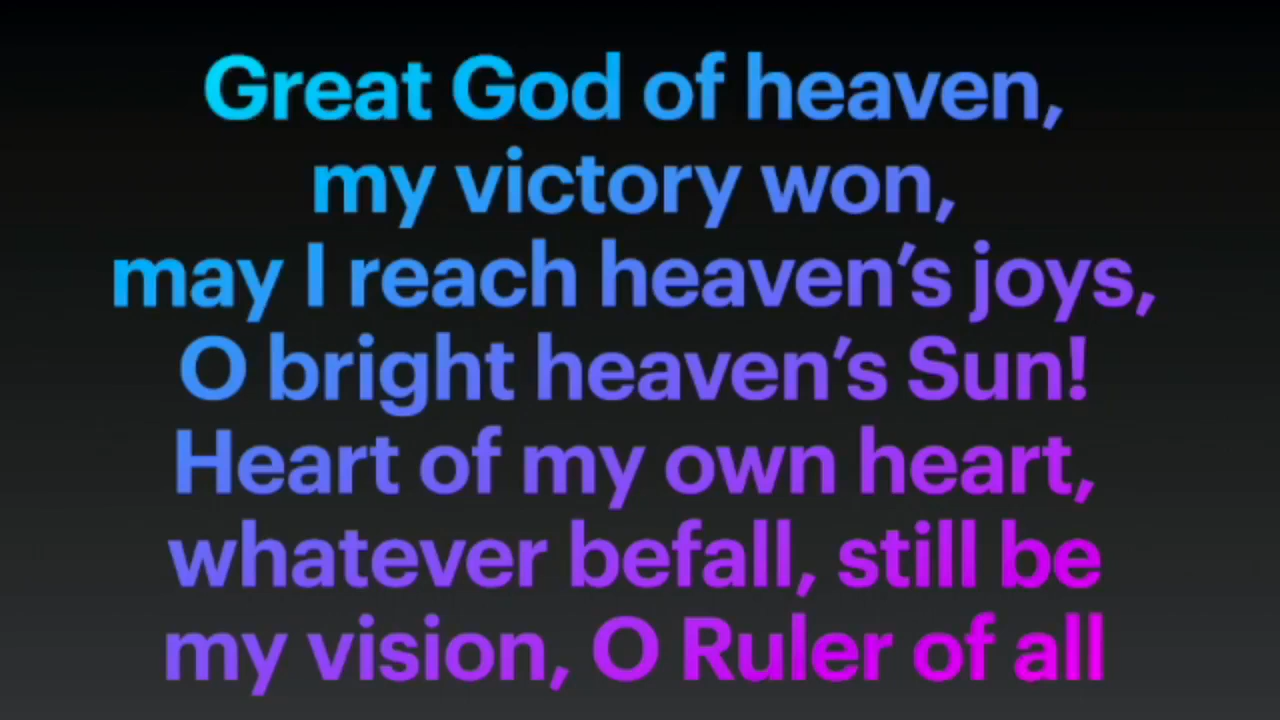 Great God of heaven,
my victory won,
may I reach heaven’s joys,
O bright heaven’s Sun!
Heart of my own heart,
whatever befall, still be
my vision, O Ruler of all